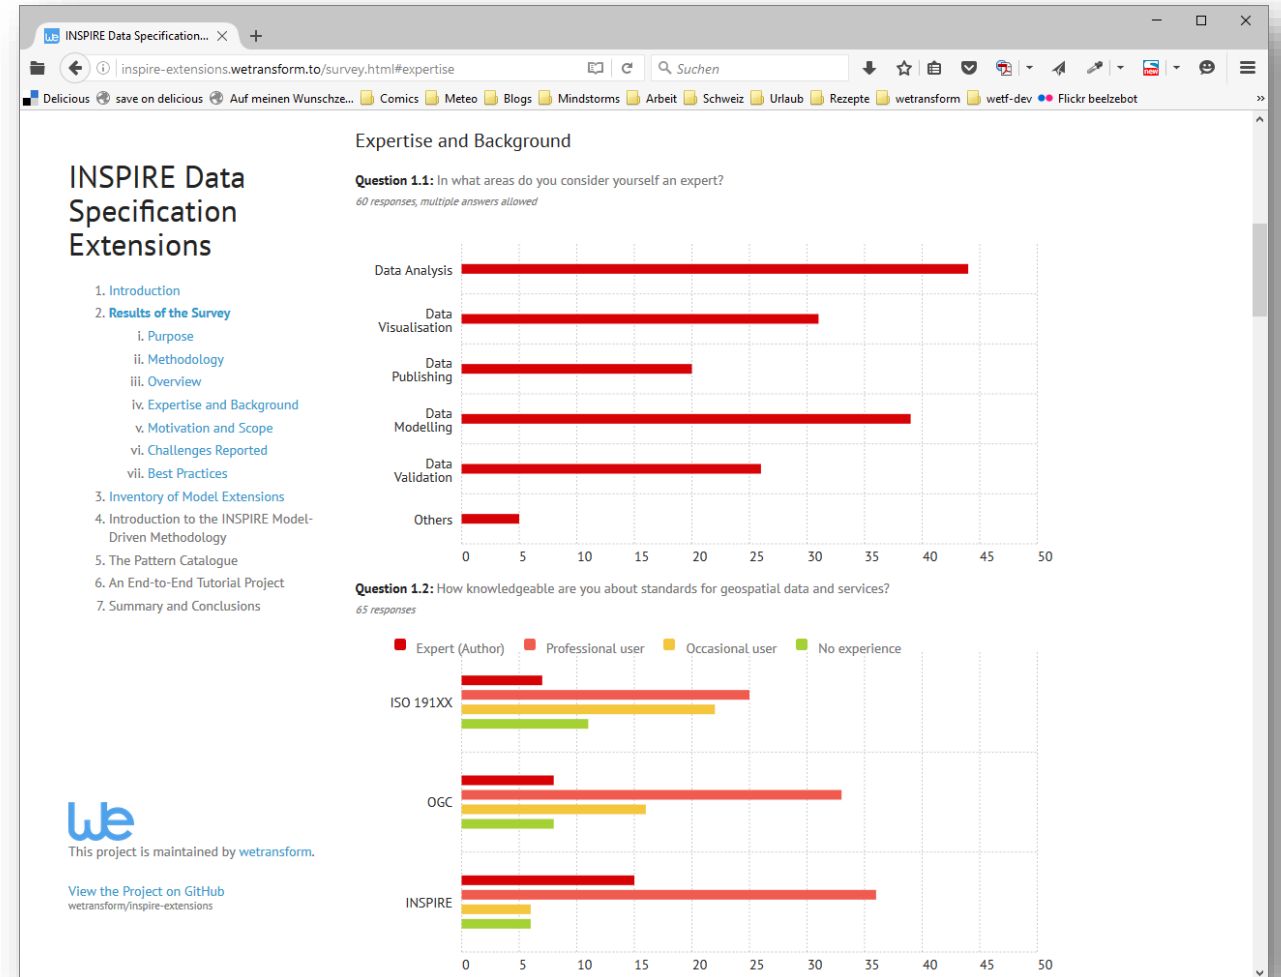 INSPIRE Data Specification...
inspire-extensions.wetransform.to/survey.html#expertise
Suchen
Delicious save on delicious Auf meinen Wunschze... Comics Meteo Blogs Mindstorms Arbeit Schweiz Urlaub Rezepte wetransform wetf-dev Flickr beelzebot
INSPIRE Data
Specification
Extensions
1. Introduction
2. Results of the Survey
i. Purpose
ii. Methodology
iii. Overview
iv. Expertise and Background
v. Motivation and Scope
vi. Challenges Reported
vii. Best Practices
3. Inventory of Model Extensions
4. Introduction to the INSPIRE Model-
Driven Methodology
5. The Pattern Catalogue
6. An End-to-End Tutorial Project
7. Summary and Conclusions
we
This project is maintained by wetransform.
View the Project on GitHub
wetransform/inspire-extensions
Expertise and Background
Question 1.1: In what areas do you consider yourself an expert?
60 responses, multiple answers allowed
Data Analysis
Data
Visualisation
Data
Publishing
Data
Modelling
Data
Validation
Others
0 5 10 15 20 25 30 35 40 45 50
Question 1.2: How knowledgeable are you about standards for geospatial data and services?
65 responses
Expert (Author) Professional user Occasional user No experience
ISO 191XX
OGC
INSPIRE
0 5 10 15 20 25 30 35 40 45 50